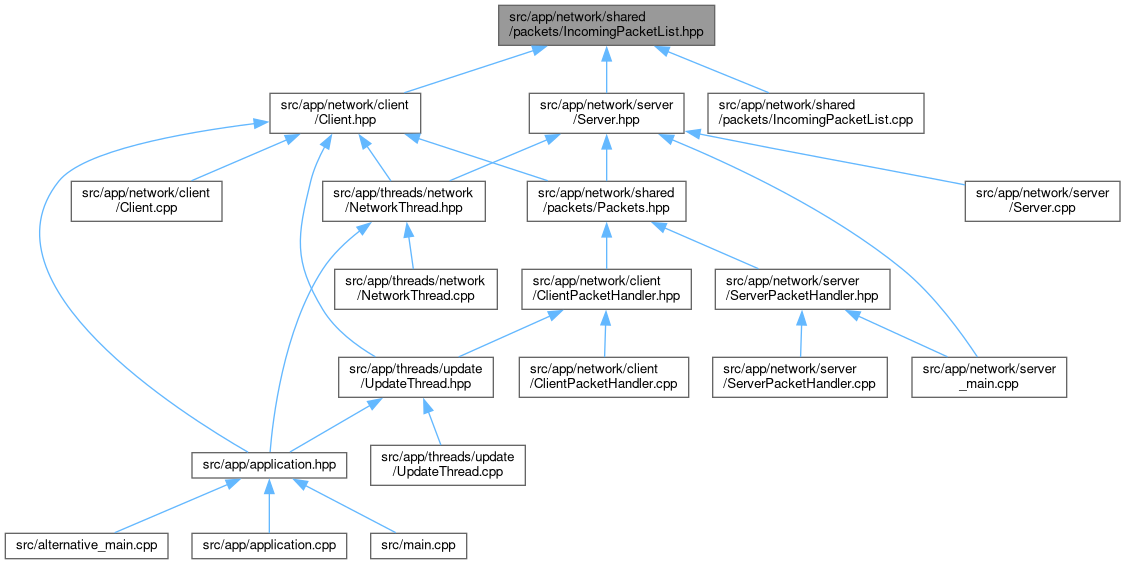 src/app/network/shared
/packets/IncomingPacketList.hpp
src/app/network/client
/Client.hpp
src/app/network/server
/Server.hpp
src/app/network/shared
/packets/IncomingPacketList.cpp
src/app/network/client
/Client.cpp
src/app/threads/network
/NetworkThread.hpp
src/app/network/shared
/packets/Packets.hpp
src/app/network/server
/Server.cpp
src/app/threads/network
/NetworkThread.cpp
src/app/network/client
/ClientPacketHandler.hpp
src/app/network/server
/ServerPacketHandler.hpp
src/app/threads/update
/UpdateThread.hpp
src/app/network/client
/ClientPacketHandler.cpp
src/app/network/server
/ServerPacketHandler.cpp
src/app/network/server
_main.cpp
src/app/application.hpp
src/app/threads/update
/UpdateThread.cpp
src/alternative_main.cpp
src/app/application.cpp
src/main.cpp